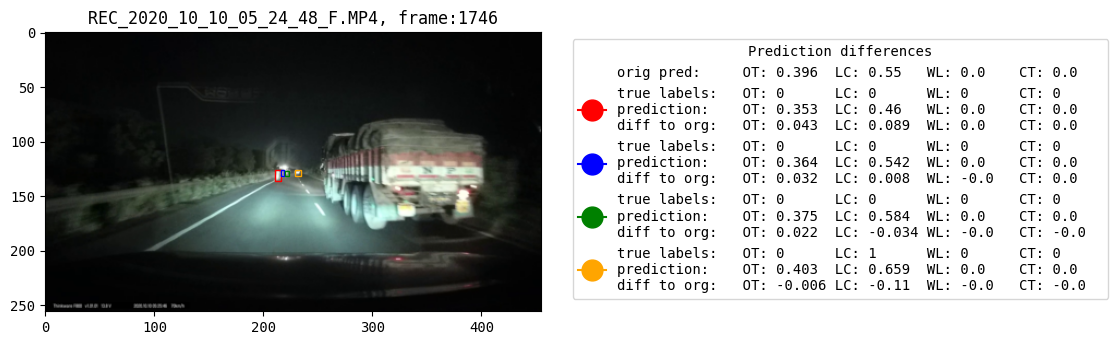 REC_2020_10_10_05_24_48_F.MP4, frame:1746
0
50
100
150
200
250
0
100
200
300
400
Prediction differences
orig pred: OT: 0.396 LC: 0.55 WL: 0.0 CT: 0.0
true labels: OT: 0 LC: 0 WL: 0 CT: 0
prediction: OT: 0.353 LC: 0.46 WL: 0.0 CT: 0.0
diff to org: OT: 0.043 LC: 0.089 WL: 0.0 CT: 0.0
true labels: OT: 0 LC: 0 WL: 0 CT: 0
prediction: OT: 0.364 LC: 0.542 WL: 0.0 CT: 0.0
diff to org: OT: 0.032 LC: 0.008 WL: -0.0 CT: 0.0
true labels: OT: 0 LC: 0 WL: 0 CT: 0
prediction: OT: 0.375 LC: 0.584 WL: 0.0 CT: 0.0
diff to org: OT: 0.022 LC: -0.034 WL: -0.0 CT: -0.0
true labels: OT: 0 LC: 1 WL: 0 CT: 0
prediction: OT: 0.403 LC: 0.659 WL: 0.0 CT: 0.0
diff to org: OT: -0.006 LC: -0.11 WL: -0.0 CT: -0.0